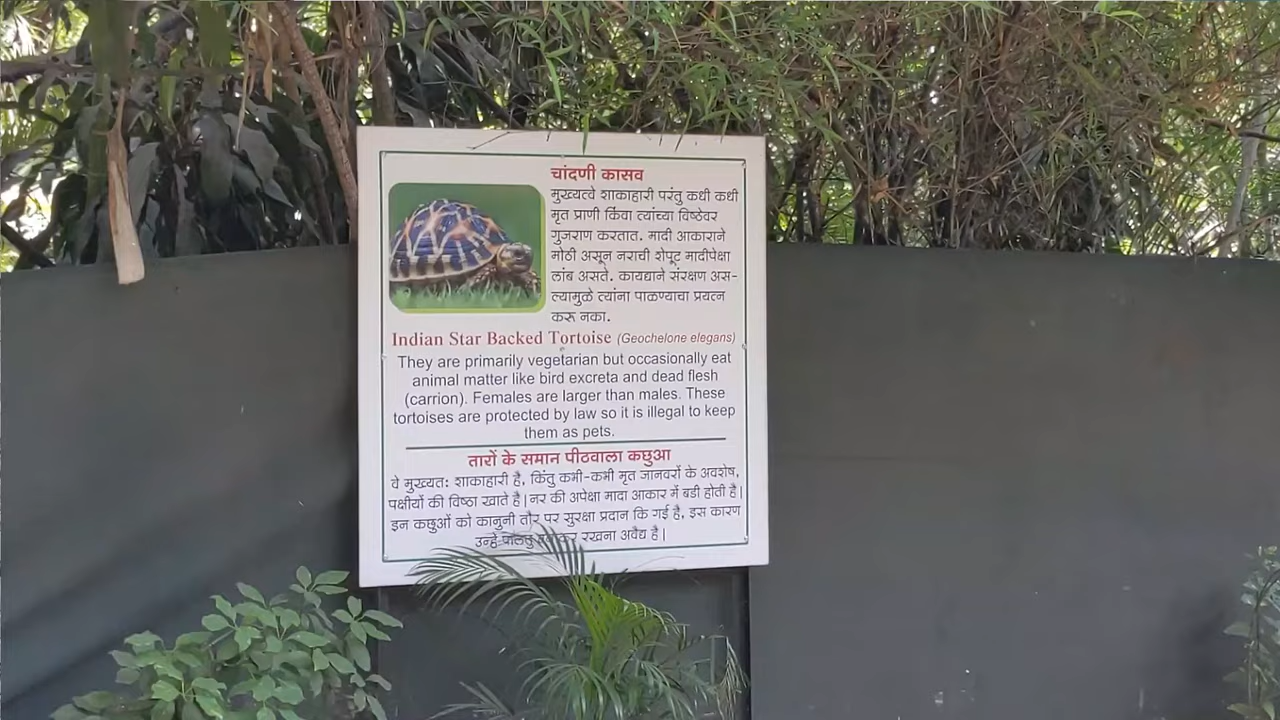 चांदणी कासव
मुख्यत्वे शाकाहारी परंतु कधी कधी
मृत प्राणी किंवा त्यांच्या विष्ठेवर
गुजराण करतात. मादी आकाराने
मोठी असून नराची शेपूट मादीपेक्षा
लांब असते. कायद्याने संरक्षण अस-
ल्यामुळे त्यांना पाळण्याचा प्रयत्न
करू नका.
Indian Star Backed Tortoise (Geochelone elegans)
They are primarily vegetarian but occasionally eat
animal matter like bird excreta and dead flesh
(carrion). Females are larger than males. These
tortoises are protected by law so it is illegal to keep
them as pets.
तारों के समान पीठवाला कछुआ
वे मुख्यत: शाकाहारी है, किंतु कभी-कभी मृत जानवरों के अवशेष,
पक्षीयों की विष्ठा खाते है। नर की अपेक्षा मादा आकार में बडी होती है।
इन कछुओं को कानुनी तौर पर सुरक्षा प्रदान कि गई है, इस कारण
उन्हे पालतु कर रखना अवैद्य है।